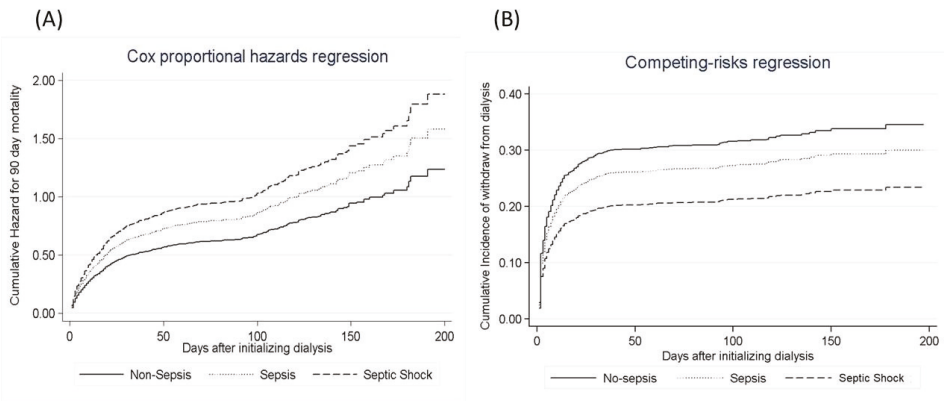 (A)
Cox proportional hazards regression
Cumulative Hazard for 90 day mortality
2.00
1.50
1.00
0.50
0.00
0 50 100 150 200
Days after initializing dialysis
Non-Sepsis Sepsis Septic Shock
(B)
Competing-risks regression
Cumulative Incidence of withdraw from dialysis
0.40
0.30
0.20
0.10
0.00
0 50 100 150 200
Days after initializing dialysis
No-sepsis Sepsis Septic Shock